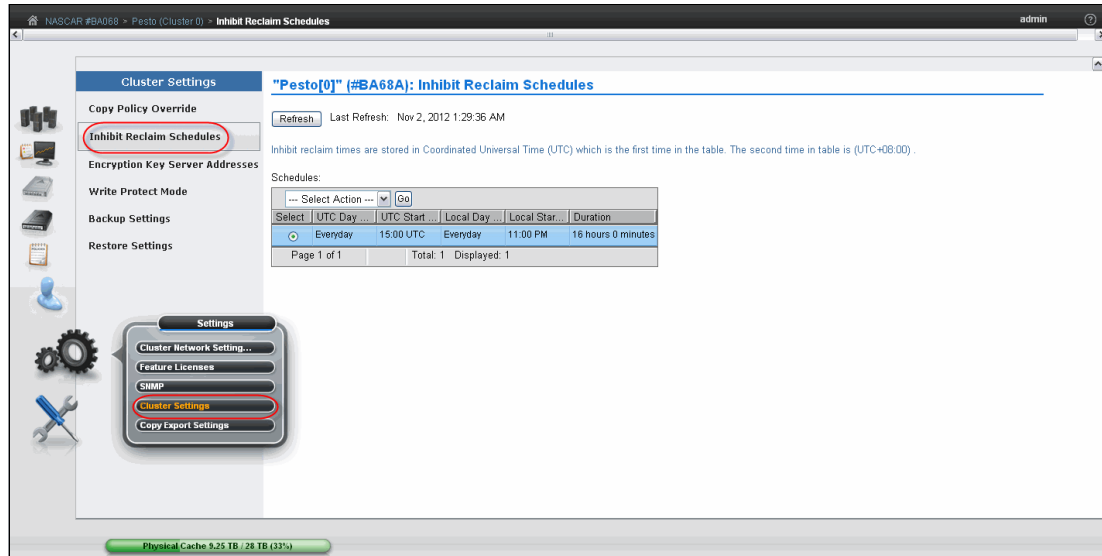 NASCAR #BA068 > Pesto (Cluster 0) > Inhibit Reclaim Schedules
admin
?
Cluster Settings
Copy Policy Override
Inhibit Reclaim Schedules
Encryption Key Server Addresses
Write Protect Mode
Backup Settings
Restore Settings
"Pesto[0]" (#BA68A): Inhibit Reclaim Schedules
Refresh Last Refresh: Nov 2, 2012 1:29:36 AM
Inhibit reclaim times are stored in Coordinated Universal Time (UTC) which is the first time in the table. The second time in table is (UTC+08:00) .
Schedules:
--- Select Action --- Go
Select UTC Day ... UTC Start ... Local Day ... Local Star... Duration
Everyday 15:00 UTC Everyday 11:00 PM 16 hours 0 minutes
Page 1 of 1 Total: 1 Displayed: 1
Settings
Cluster Network Setting...
Feature Licenses
SNMP
Cluster Settings
Copy Export Settings
Physical Cache 9.25 TB / 28 TB (33%)